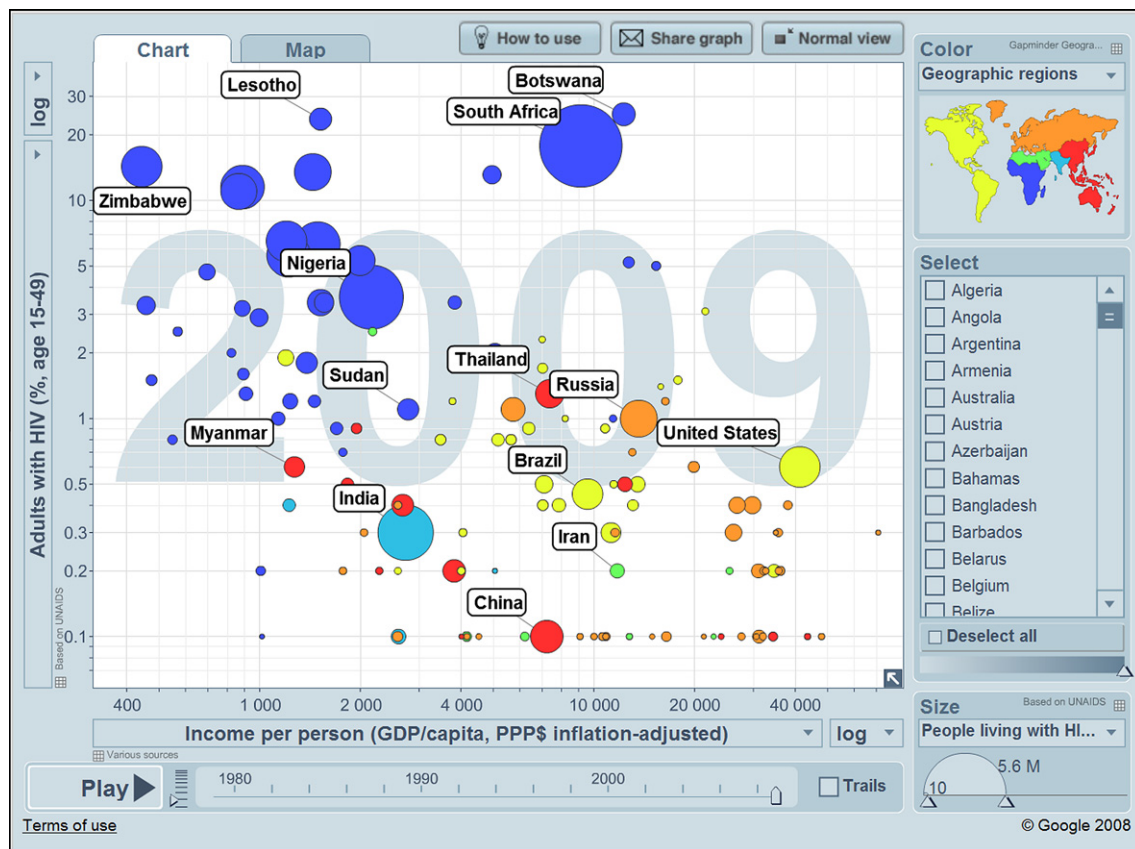 Chart
Map
How to use
Share graph
Normal view
Color
Gapminder Geogra...
Geographic regions
log
Adults with HIV (%, age 15-49)
Based on UNAIDS
30
20
10
5
3
2
1
0.5
0.3
0.2
0.1
2009
Lesotho
Botswana
South Africa
Zimbabwe
Nigeria
Thailand
Sudan
Russia
Myanmar
United States
Brazil
India
Iran
China
400
1 000
2 000
4 000
10 000
20 000
40 000
Income per person (GDP/capita, PPP$ inflation-adjusted)
log
Various sources
Select
Algeria
Angola
Argentina
Armenia
Australia
Austria
Azerbaijan
Bahamas
Bangladesh
Barbados
Belarus
Belgium
Belize
Deselect all
Size
Based on UNAIDS
People living with HI...
5.6 M
10
Play
1980
1990
2000
Trails
Terms of use
© Google 2008